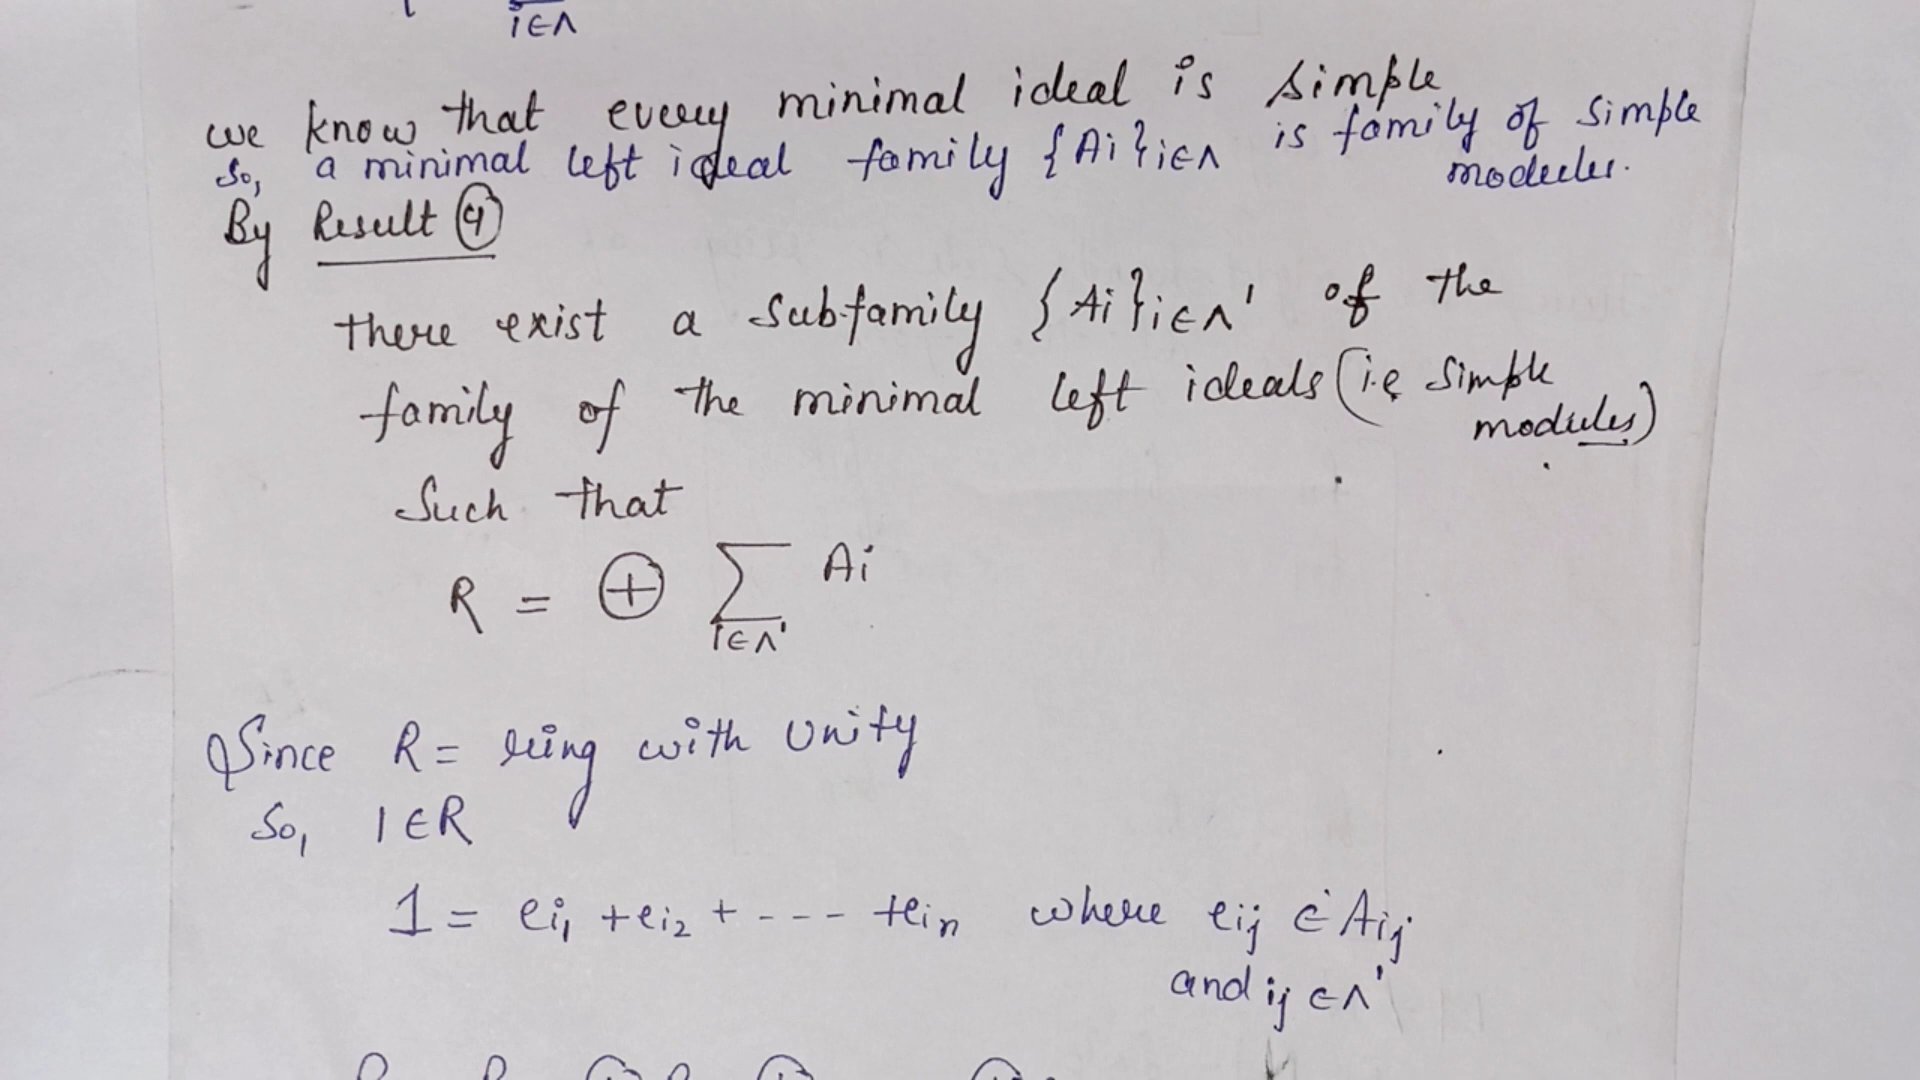 i∈Λ
we know that every minimal ideal is simple
so, a minimal left ideal family {Ai}i∈Λ is family of simple modules.
By Result ④
there exist a subfamily {Ai}i∈Λ' of the
family of the minimal left ideals (i.e simple modules)
Such that
R = ⊕ ∑ Ai
i∈Λ'
Since R = ring with unity
So, 1∈R
1 = ei₁ + ei₂ + - - - + ein where eij ∈ Aij
and ij ∈ Λ'